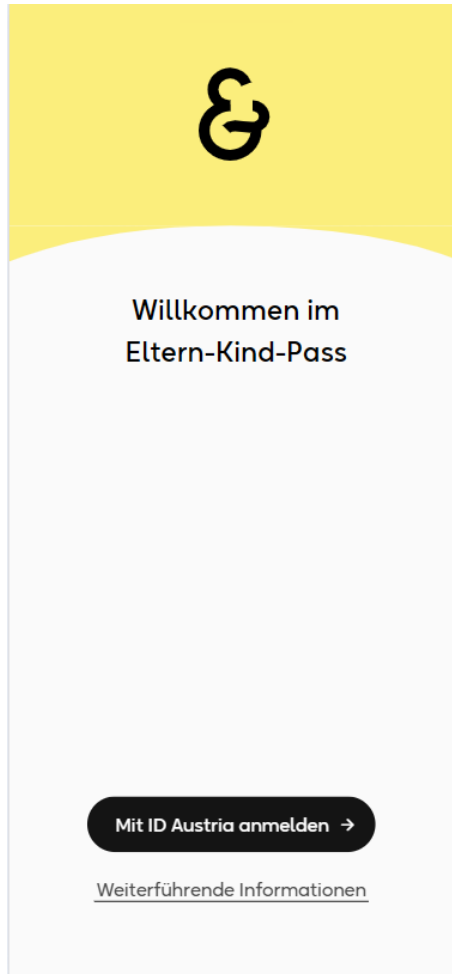 &
Willkommen im
Eltern-Kind-Pass
Mit ID Austria anmelden →
Weiterführende Informationen